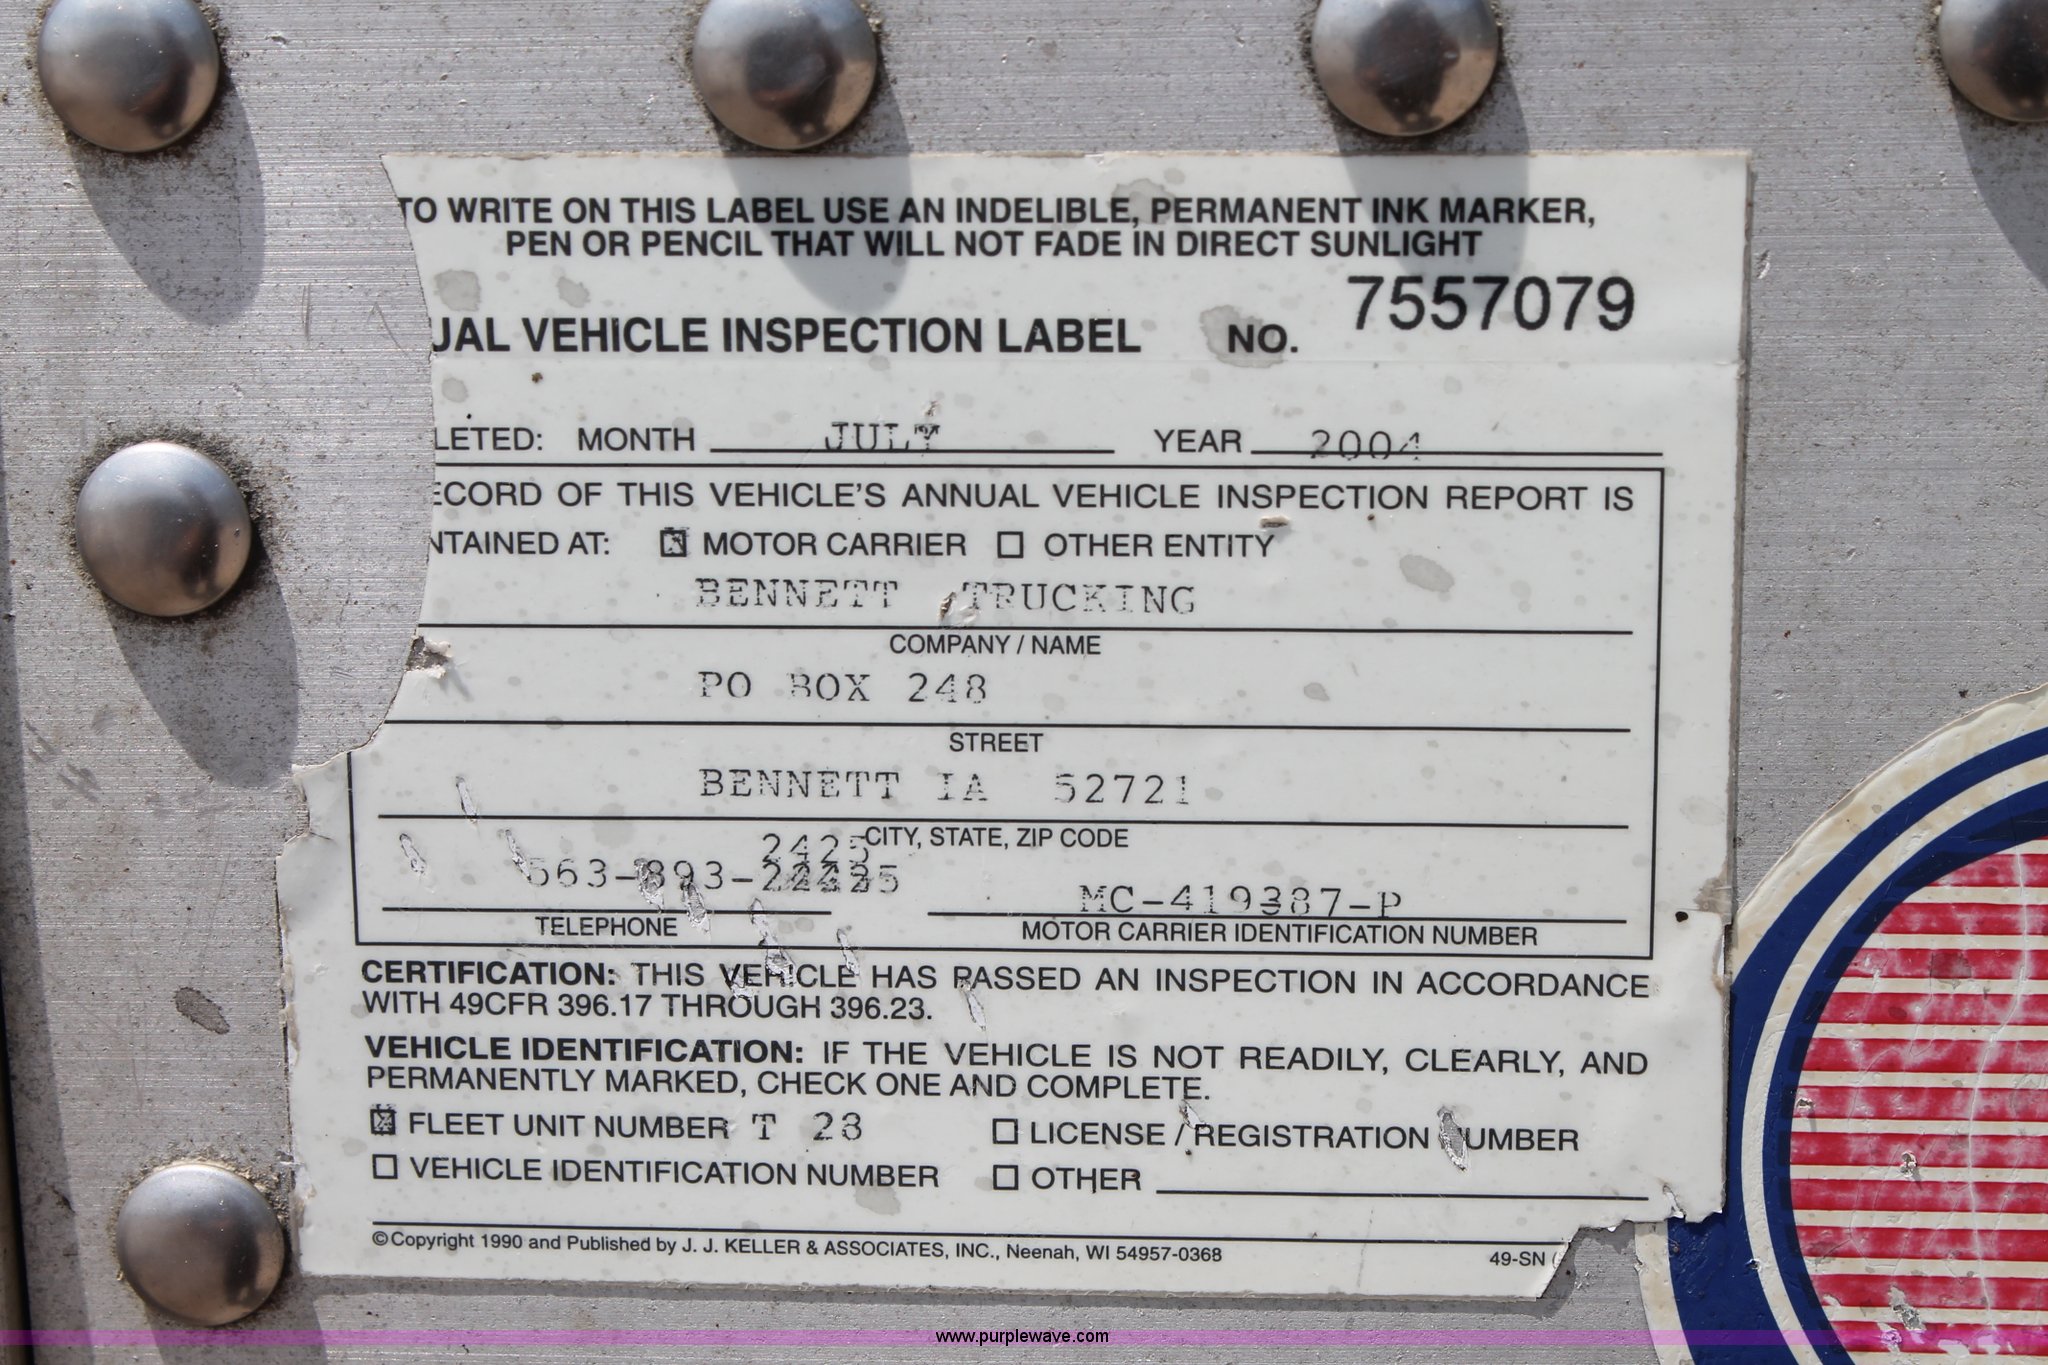 TO WRITE ON THIS LABEL USE AN INDELIBLE, PERMANENT INK MARKER,
PEN OR PENCIL THAT WILL NOT FADE IN DIRECT SUNLIGHT
UAL VEHICLE INSPECTION LABEL NO. 7557079
LETED: MONTH JULY YEAR 2004
ECORD OF THIS VEHICLE'S ANNUAL VEHICLE INSPECTION REPORT IS
NTAINED AT: ☒ MOTOR CARRIER ☐ OTHER ENTITY
BENNETT TRUCKING
COMPANY / NAME
PO BOX 248
STREET
BENNETT IA 52721
CITY, STATE, ZIP CODE
2425
563-893- MC-419387-P
TELEPHONE MOTOR CARRIER IDENTIFICATION NUMBER
CERTIFICATION: THIS VEHICLE HAS PASSED AN INSPECTION IN ACCORDANCE
WITH 49CFR 396.17 THROUGH 396.23.
VEHICLE IDENTIFICATION: IF THE VEHICLE IS NOT READILY, CLEARLY, AND
PERMANENTLY MARKED, CHECK ONE AND COMPLETE.
☒ FLEET UNIT NUMBER T 28 ☐ LICENSE / REGISTRATION NUMBER
☐ VEHICLE IDENTIFICATION NUMBER ☐ OTHER
© Copyright 1990 and Published by J. J. KELLER & ASSOCIATES, INC., Neenah, WI 54957-0368 49-SN (
www.purplewave.com